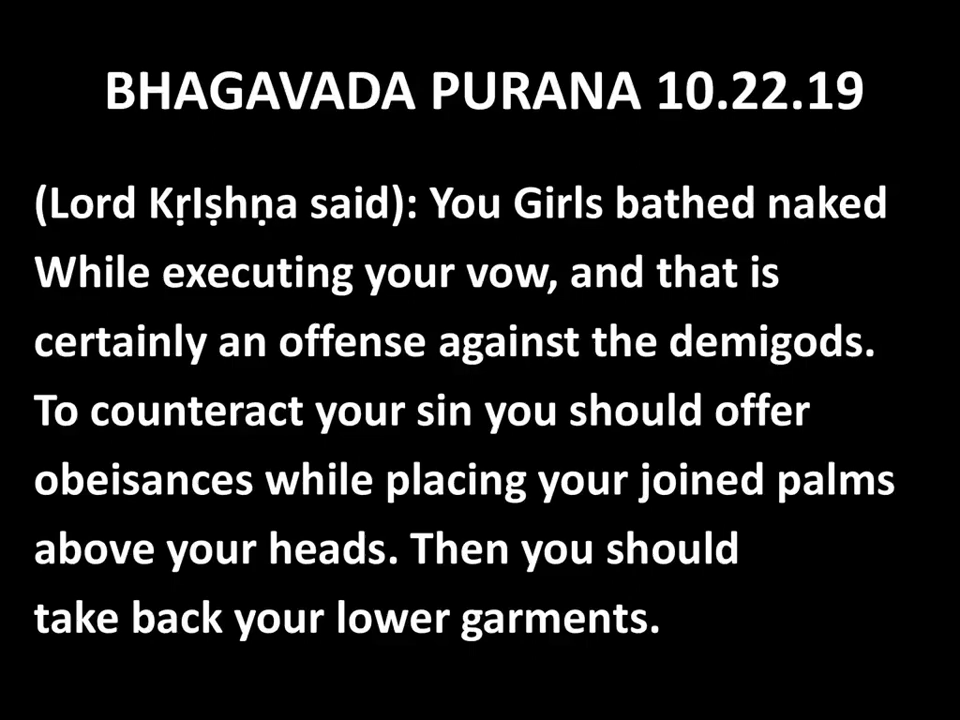 BHAGAVADA PURANA 10.22.19
(Lord KṛIṣhṇa said): You Girls bathed naked
While executing your vow, and that is
certainly an offense against the demigods.
To counteract your sin you should offer
obeisances while placing your joined palms
above your heads. Then you should
take back your lower garments.